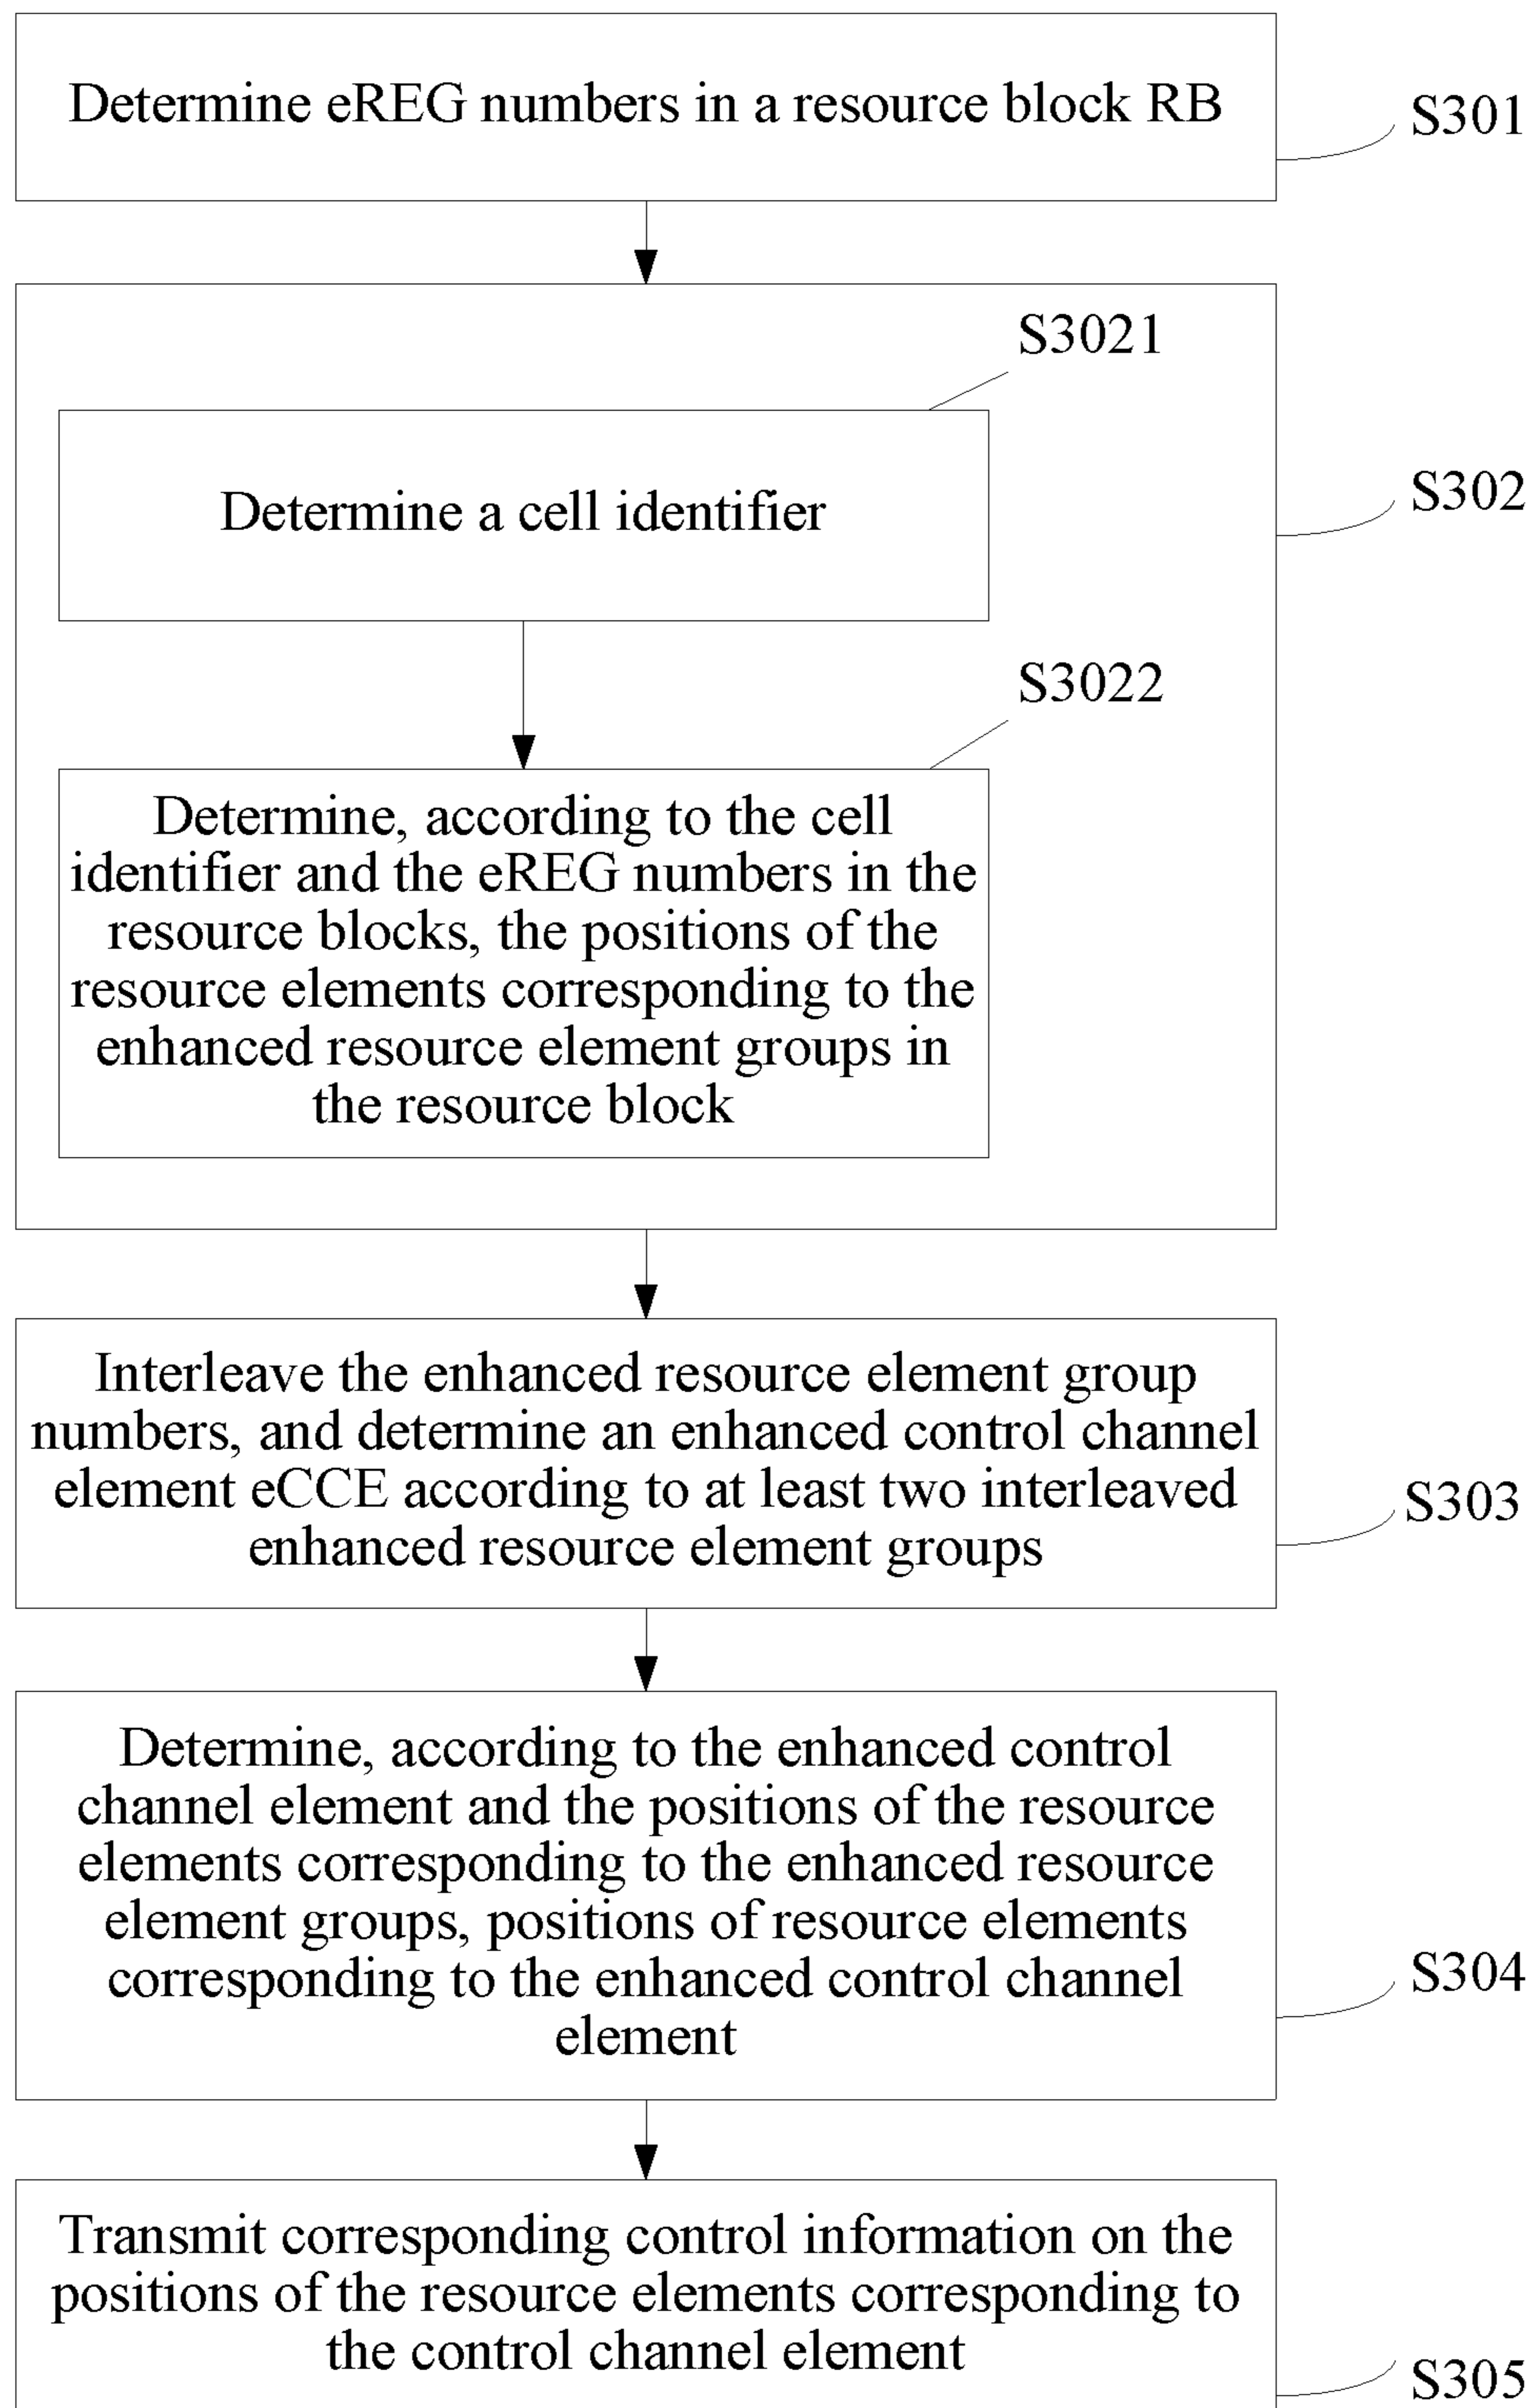 Determine eREG numbers in a resource block RB
S301
S3021
Determine a cell identifier
S302
S3022
Determine, according to the cell
identifier and the eREG numbers in the
resource blocks, the positions of the
resource elements corresponding to the
enhanced resource element groups in
the resource block
Interleave the enhanced resource element group
numbers, and determine an enhanced control channel
element eCCE according to at least two interleaved
enhanced resource element groups
S303
Determine, according to the enhanced control
channel element and the positions of the resource
elements corresponding to the enhanced resource
element groups, positions of resource elements
corresponding to the enhanced control channel
element
S304
Transmit corresponding control information on the
positions of the resource elements corresponding to
the control channel element
S305